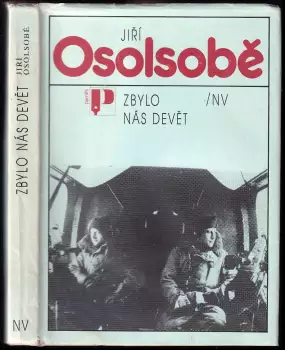 JIŘÍ
Osolsobě
P
ZBYLO /NV
NÁS DEVĚT
ZBYLO NÁS DEVĚT JIŘÍ
OSOLSOBĚ
NV